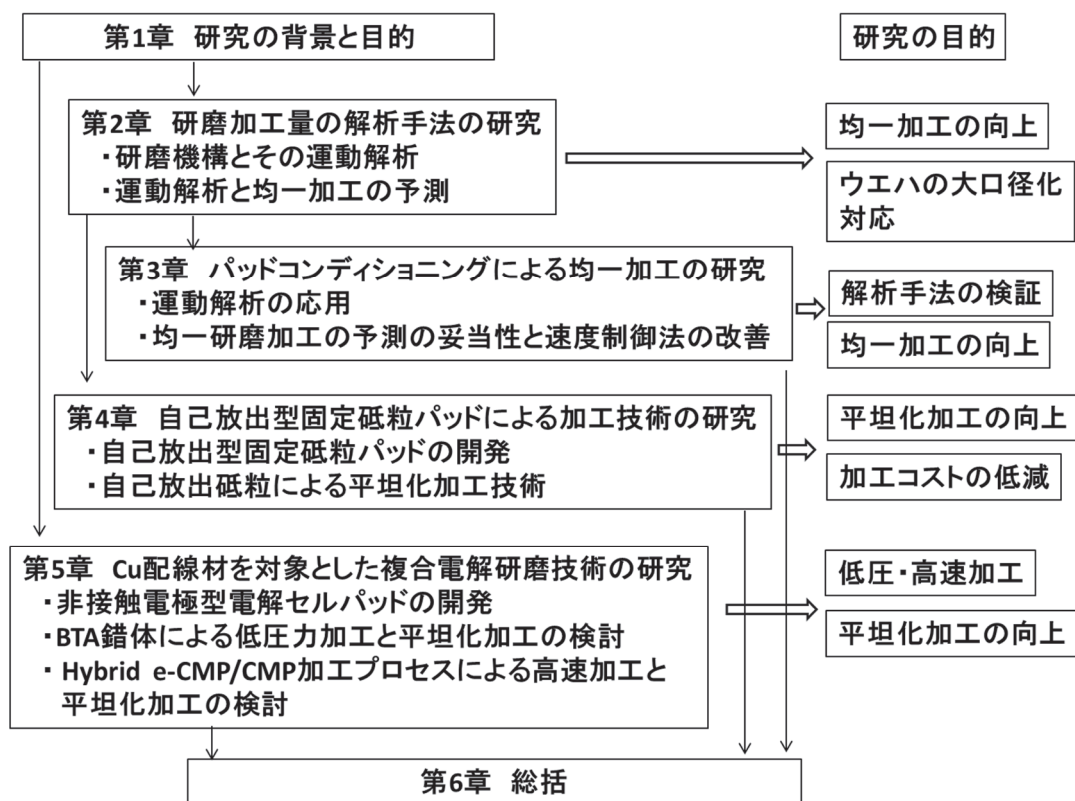 第1章 研究の背景と目的
研究の目的
第2章 研磨加工量の解析手法の研究
・研磨機構とその運動解析
・運動解析と均一加工の予測
均一加工の向上
ウエハの大口径化
対応
第3章 パッドコンディショニングによる均一加工の研究
・運動解析の応用
・均一研磨加工の予測の妥当性と速度制御法の改善
解析手法の検証
均一加工の向上
第4章 自己放出型固定砥粒パッドによる加工技術の研究
・自己放出型固定砥粒パッドの開発
・自己放出砥粒による平坦化加工技術
平坦化加工の向上
加工コストの低減
第5章 Cu配線材を対象とした複合電解研磨技術の研究
・非接触電極型電解セルパッドの開発
・BTA錯体による低圧力加工と平坦化加工の検討
・Hybrid e-CMP/CMP加工プロセスによる高速加工と
平坦化加工の検討
低圧・高速加工
平坦化加工の向上
第6章 総括